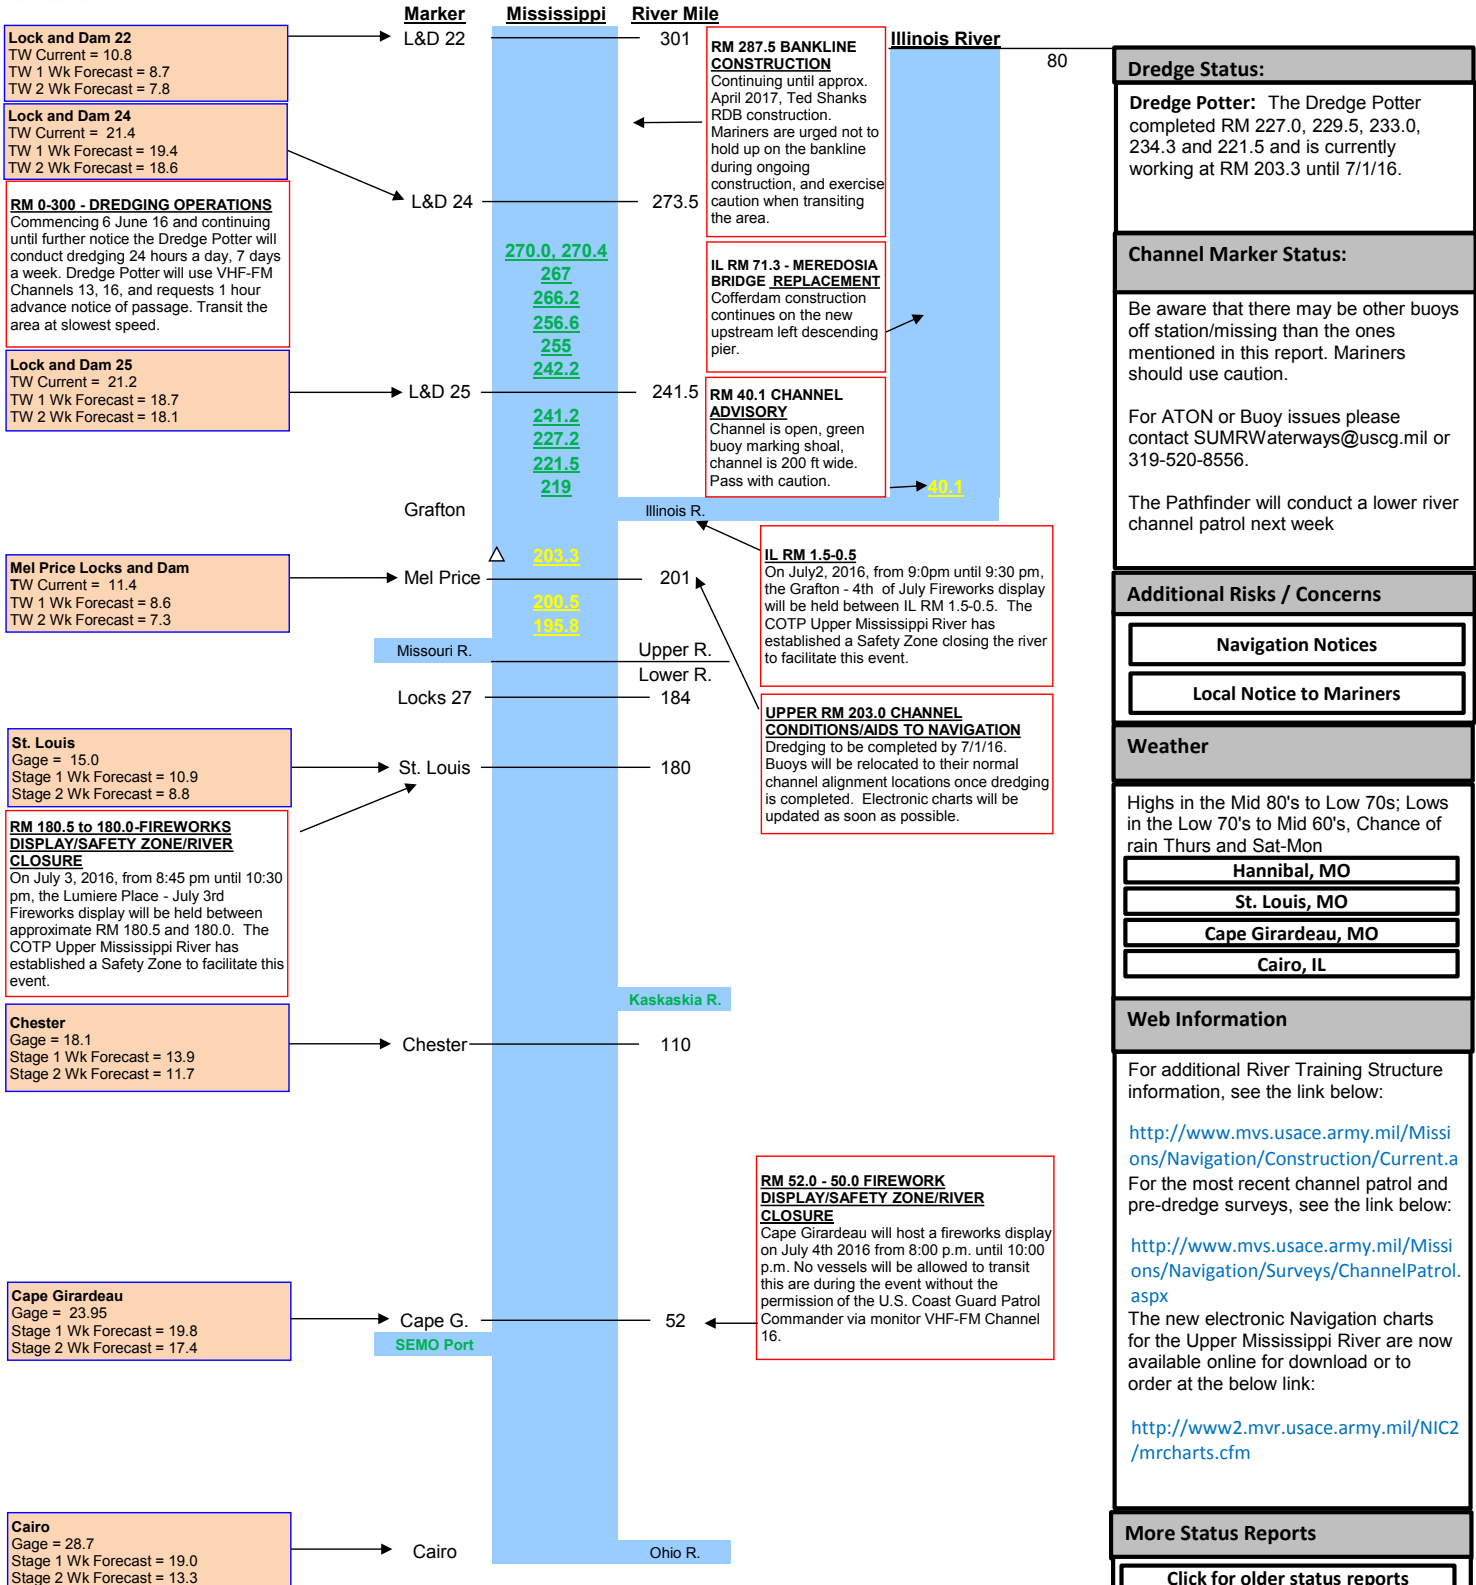 Marker Mississippi River Mile
Lock and Dam 22
TW Current = 10.8
TW 1 Wk Forecast = 8.7
TW 2 Wk Forecast = 7.8
Lock and Dam 24
TW Current = 21.4
TW 1 Wk Forecast = 19.4
TW 2 Wk Forecast = 18.6
RM 0-300 - DREDGING OPERATIONS
Commencing 6 June 16 and continuing
until further notice the Dredge Potter will
conduct dredging 24 hours a day, 7 days
a week. Dredge Potter will use VHF-FM
Channels 13, 16, and requests 1 hour
advance notice of passage. Transit the
area at slowest speed.
Lock and Dam 25
TW Current = 21.2
TW 1 Wk Forecast = 18.7
TW 2 Wk Forecast = 18.1
Mel Price Locks and Dam
TW Current = 11.4
TW 1 Wk Forecast = 8.6
TW 2 Wk Forecast = 7.3
St. Louis
Gage = 15.0
Stage 1 Wk Forecast = 10.9
Stage 2 Wk Forecast = 8.8
RM 180.5 to 180.0-FIREWORKS
DISPLAY/SAFETY ZONE/RIVER
CLOSURE
On July 3, 2016, from 8:45 pm until 10:30
pm, the Lumiere Place - July 3rd
Fireworks display will be held between
approximate RM 180.5 and 180.0. The
COTP Upper Mississippi River has
established a Safety Zone to facilitate this
event.
Chester
Gage = 18.1
Stage 1 Wk Forecast = 13.9
Stage 2 Wk Forecast = 11.7
Cape Girardeau
Gage = 23.95
Stage 1 Wk Forecast = 19.8
Stage 2 Wk Forecast = 17.4
Cairo
Gage = 28.7
Stage 1 Wk Forecast = 19.0
Stage 2 Wk Forecast = 13.3
L&D 22 301
L&D 24 273.5
270.0, 270.4
267
266.2
256.6
255
242.2
L&D 25 241.5
241.2
227.2
221.5
219
Grafton
Illinois R.
203.3
Mel Price 201
200.5
195.8
Missouri R.
Upper R.
Lower R.
Locks 27 184
St. Louis 180
Kaskaskia R.
Chester 110
Cape G. 52
SEMO Port
Cairo
Ohio R.
RM 287.5 BANKLINE
CONSTRUCTION
Continuing until approx.
April 2017, Ted Shanks
RDB construction.
Mariners are urged not to
hold up on the bankline
during ongoing
construction, and exercise
caution when transiting
the area.
IL RM 71.3 - MEREDOSIA
BRIDGE REPLACEMENT
Cofferdam construction
continues on the new
upstream left descending
pier.
RM 40.1 CHANNEL
ADVISORY
Channel is open, green
buoy marking shoal,
channel is 200 ft wide.
Pass with caution.
Illinois River
80
40.1
IL RM 1.5-0.5
On July2, 2016, from 9:0pm until 9:30 pm,
the Grafton - 4th of July Fireworks display
will be held between IL RM 1.5-0.5. The
COTP Upper Mississippi River has
established a Safety Zone closing the river
to facilitate this event.
UPPER RM 203.0 CHANNEL
CONDITIONS/AIDS TO NAVIGATION
Dredging to be completed by 7/1/16.
Buoys will be relocated to their normal
channel alignment locations once dredging
is completed. Electronic charts will be
updated as soon as possible.
RM 52.0 - 50.0 FIREWORK
DISPLAY/SAFETY ZONE/RIVER
CLOSURE
Cape Girardeau will host a fireworks display
on July 4th 2016 from 8:00 p.m. until 10:00
p.m. No vessels will be allowed to transit
this are during the event without the
permission of the U.S. Coast Guard Patrol
Commander via monitor VHF-FM Channel
16.
Dredge Status:
Dredge Potter: The Dredge Potter
completed RM 227.0, 229.5, 233.0,
234.3 and 221.5 and is currently
working at RM 203.3 until 7/1/16.
Channel Marker Status:
Be aware that there may be other buoys
off station/missing than the ones
mentioned in this report. Mariners
should use caution.
For ATON or Buoy issues please
contact SUMRWaterways@uscg.mil or
319-520-8556.
The Pathfinder will conduct a lower river
channel patrol next week
Additional Risks / Concerns
Navigation Notices
Local Notice to Mariners
Weather
Highs in the Mid 80's to Low 70s; Lows
in the Low 70's to Mid 60's, Chance of
rain Thurs and Sat-Mon
Hannibal, MO
St. Louis, MO
Cape Girardeau, MO
Cairo, IL
Web Information
For additional River Training Structure
information, see the link below:
http://www.mvs.usace.army.mil/Missi
ons/Navigation/Construction/Current.a
For the most recent channel patrol and
pre-dredge surveys, see the link below:
http://www.mvs.usace.army.mil/Missi
ons/Navigation/Surveys/ChannelPatrol.
aspx
The new electronic Navigation charts
for the Upper Mississippi River are now
available online for download or to
order at the below link:
http://www2.mvr.usace.army.mil/NIC2
/mrcharts.cfm
More Status Reports
Click for older status reports